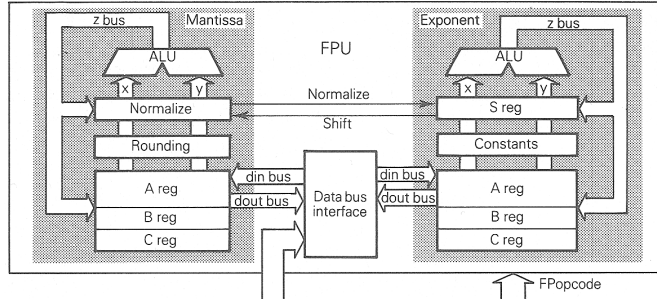 z bus
Mantissa
FPU
Exponent
z bus
ALU
ALU
x
y
x
y
Normalize
Normalize
S reg
Shift
Rounding
Constants
din bus
din bus
A reg
Data bus
interface
A reg
dout bus
dout bus
B reg
B reg
C reg
C reg
FPopcode